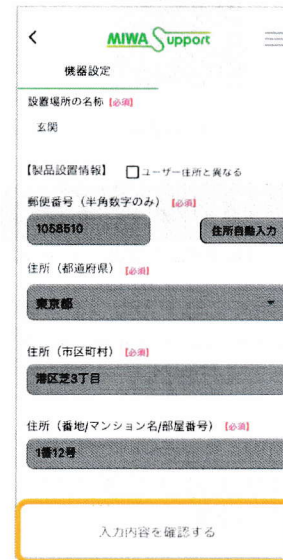 MIWA Support
機器設定
設置場所の名称【必須】
玄関
【製品設置情報】 ユーザー住所と異なる
郵便番号（半角数字のみ）【必須】
1058510 住所自動入力
住所（都道府県）【必須】
東京都
住所（市区町村）【必須】
港区芝3丁目
住所（番地/マンション名/部屋番号）【必須】
1番12号
入力内容を確認する